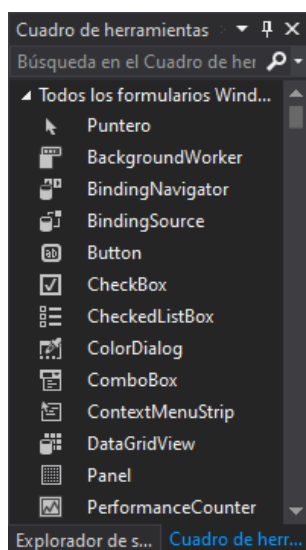 Cuadro de herramientas
Búsqueda en el Cuadro de her
Todos los formularios Wind...
Puntero
BackgroundWorker
BindingNavigator
BindingSource
Button
CheckBox
CheckedListBox
ColorDialog
ComboBox
ContextMenuStrip
DataGridView
Panel
PerformanceCounter
Explorador de s... Cuadro de herr...